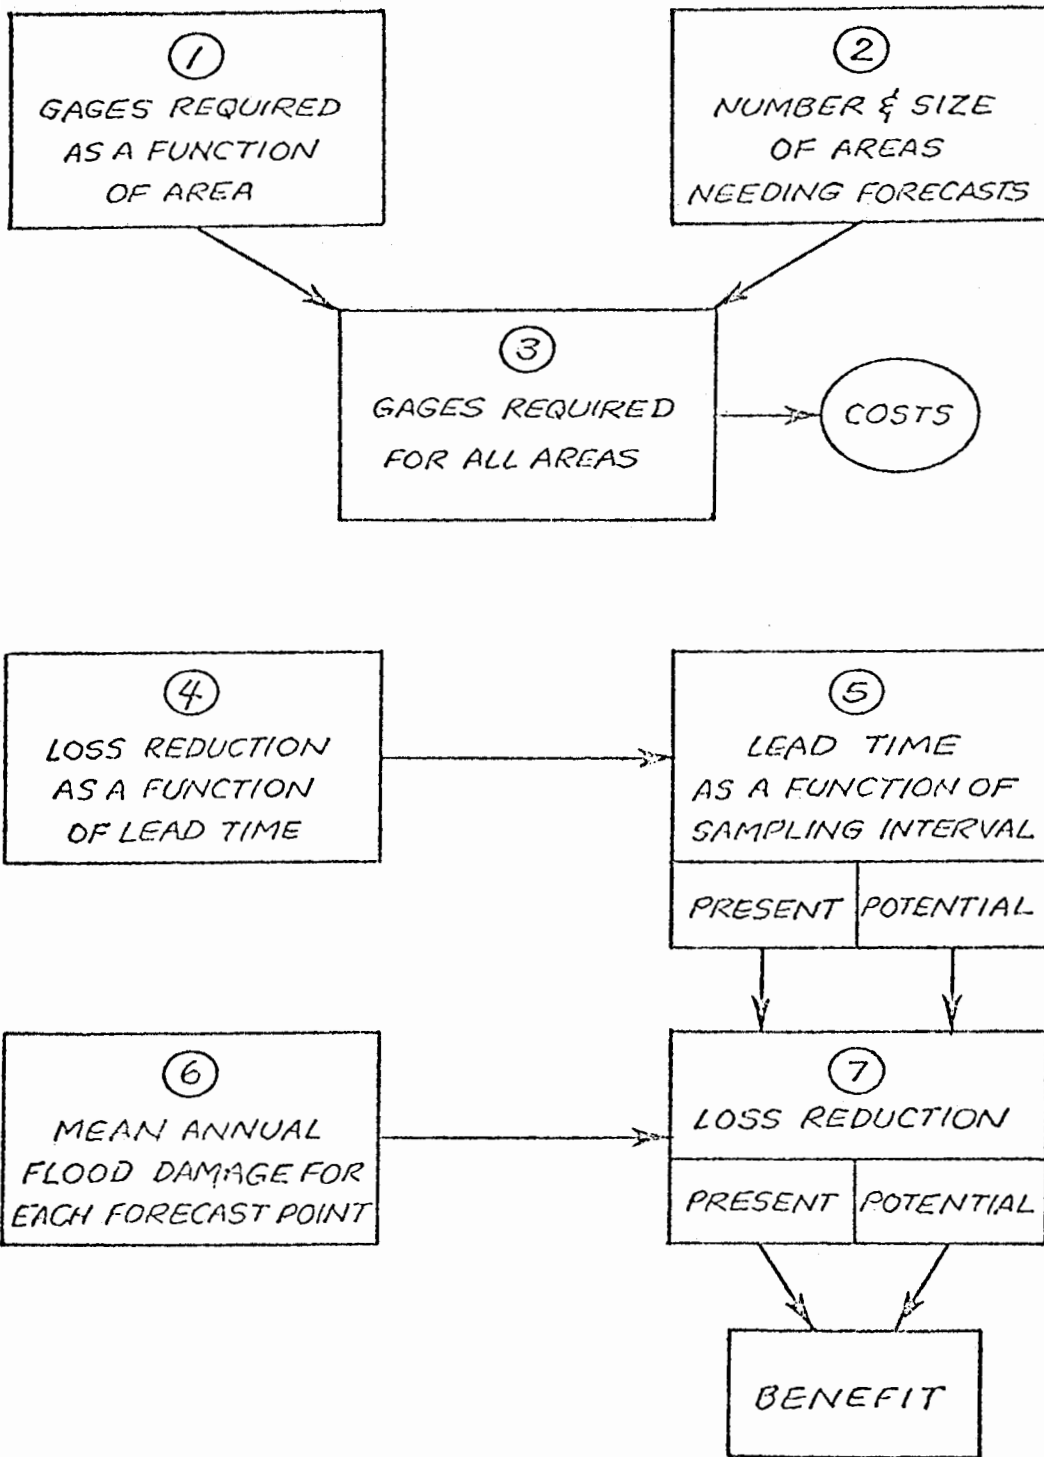 1
GAGES REQUIRED
AS A FUNCTION
OF AREA
2
NUMBER & SIZE
OF AREAS
NEEDING FORECASTS
3
GAGES REQUIRED
FOR ALL AREAS
COSTS
4
LOSS REDUCTION
AS A FUNCTION
OF LEAD TIME
5
LEAD TIME
AS A FUNCTION OF
SAMPLING INTERVAL
PRESENT
POTENTIAL
6
MEAN ANNUAL
FLOOD DAMAGE FOR
EACH FORECAST POINT
7
LOSS REDUCTION
PRESENT
POTENTIAL
BENEFIT